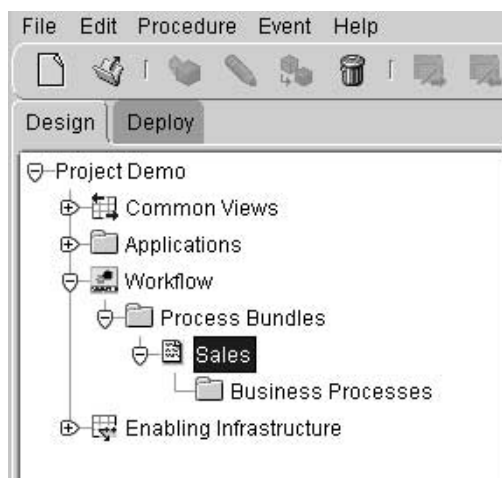 File Edit Procedure Event Help
Design Deploy
Project Demo
Common Views
Applications
Workflow
Process Bundles
Sales
Business Processes
Enabling Infrastructure